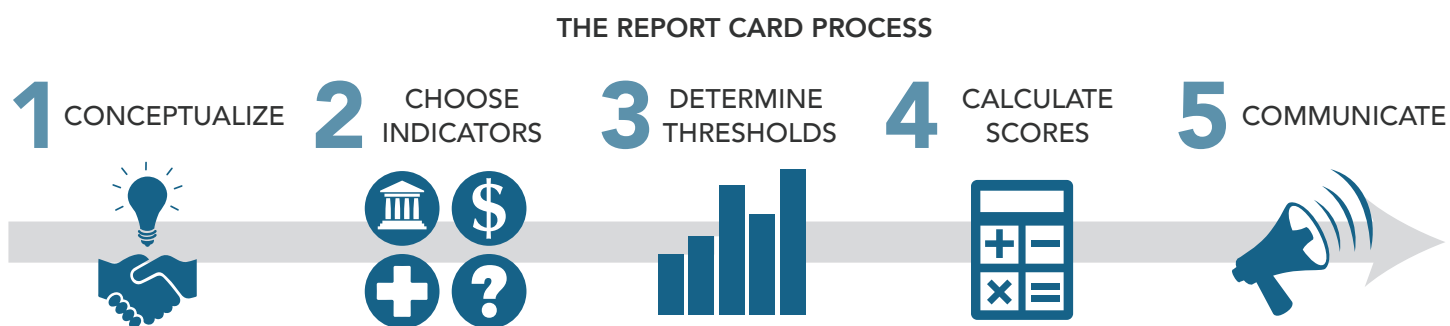 THE REPORT CARD PROCESS
1 CONCEPTUALIZE
2 CHOOSE
INDICATORS
3 DETERMINE
THRESHOLDS
4 CALCULATE
SCORES
5 COMMUNICATE
$
?
+ −
× =